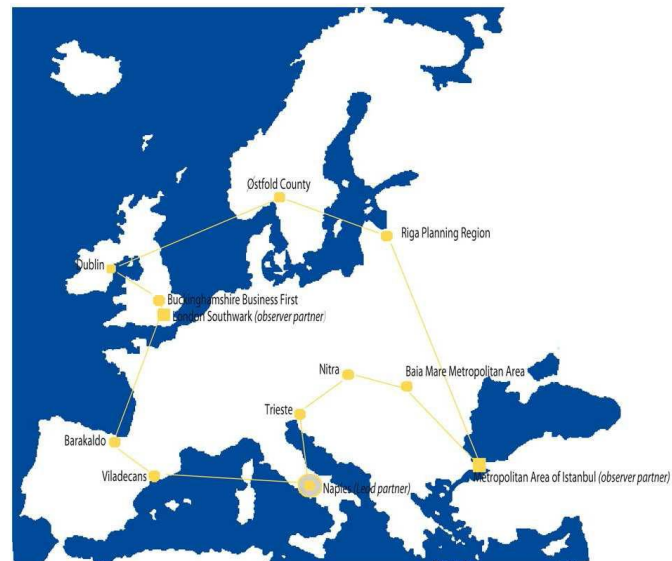 Østfold County
Riga Planning Region
Dublin
Buckinghamshire Business First
London Southwark (observer partner)
Nitra
Baia Mare Metropolitan Area
Trieste
Barakaldo
Viladecans
Metropolitan Area of Istanbul (observer partner)
Naples (Lead partner)